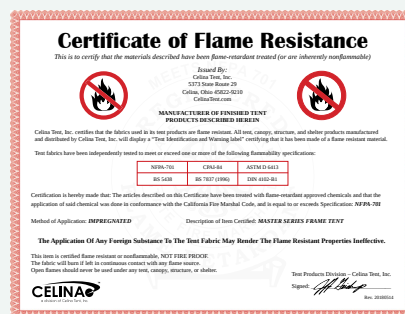 Certificate of Flame Resistance
This is to certify that the materials described have been flame-retardant treated (or are inherently nonflammable)
Issued By:
Celina Tent, Inc.
5373 State Route 29
Celina, Ohio 45822-9210
CelinaTent.com
MANUFACTURER OF FINISHED TENT
PRODUCTS DESCRIBED HEREIN
Celina Tent, Inc. certifies that the fabrics used in its tent products are flame resistant. All tent, canopy, structure, and shelter products manufactured
and distributed by Celina Tent, Inc. will display a "Tent Identification and Warning label" certifying that it has been made of a flame resistant material.
Tent fabrics have been independently tested to meet or exceed one or more of the following flammability specifications:
NFPA-701 CPAI-84 ASTM D 6413
BS 5438 BS 7837 (1996) DIN 4102-B1
Certification is hereby made that: The articles described on this Certificate have been treated with flame-retardant approved chemicals and that the
application of said chemical was done in conformance with the California Fire Marshal Code, and is equal to or exceeds Specification: NFPA-701
Method of Application: IMPREGNATED Description of Item Certified: MASTER SERIES FRAME TENT
The Application Of Any Foreign Substance To The Tent Fabric May Render The Flame Resistant Properties Ineffective.
This item is certified flame resistant or nonflammable, NOT FIRE PROOF.
The fabric will burn if left in continuous contact with any flame source.
Open flames should never be used under any tent, canopy, structure, or shelter.
Tent Products Division – Celina Tent, Inc.
CELINA
a division of Celina Tent, Inc
Signed: